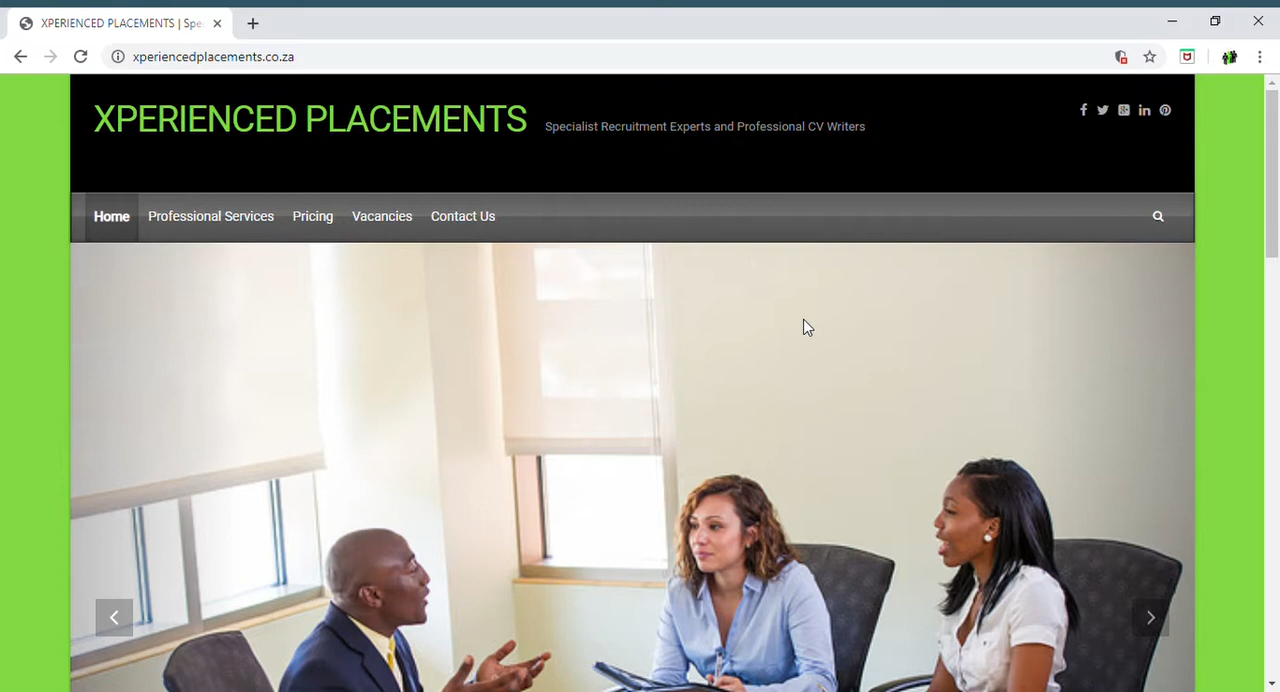 XPERIENCED PLACEMENTS | Spe
xperiencedplacements.co.za
XPERIENCED PLACEMENTS Specialist Recruitment Experts and Professional CV Writers
Home Professional Services Pricing Vacancies Contact Us